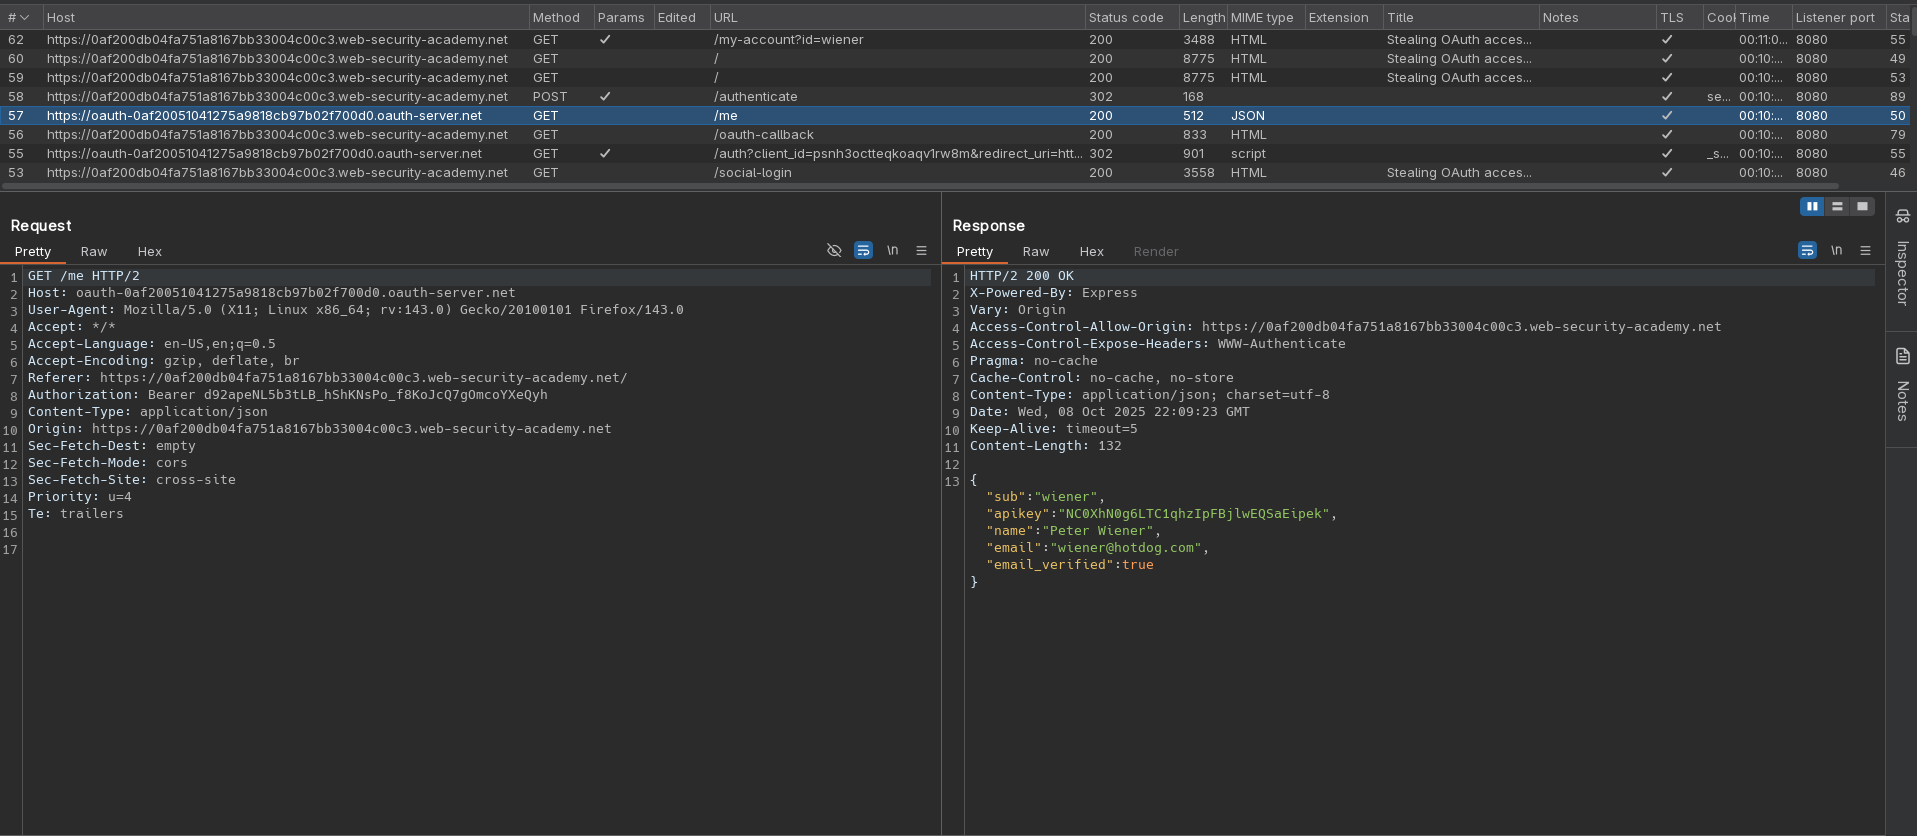 # Host Method Params Edited URL Status code Length MIME type Extension Title Notes TLS Cook Time Listener port Sta
62 https://0af200db04fa751a8167bb33004c00c3.web-security-academy.net GET ✓ /my-account?id=wiener 200 3488 HTML Stealing OAuth acces... ✓ 00:11:0... 8080 55
60 https://0af200db04fa751a8167bb33004c00c3.web-security-academy.net GET / 200 8775 HTML Stealing OAuth acces... ✓ 00:10:... 8080 49
59 https://0af200db04fa751a8167bb33004c00c3.web-security-academy.net GET / 200 8775 HTML Stealing OAuth acces... ✓ 00:10:... 8080 53
58 https://0af200db04fa751a8167bb33004c00c3.web-security-academy.net POST ✓ /authenticate 302 168 ✓ se... 00:10:... 8080 89
57 https://oauth-0af20051041275a9818cb97b02f700d0.oauth-server.net GET /me 200 512 JSON ✓ 00:10:... 8080 50
56 https://0af200db04fa751a8167bb33004c00c3.web-security-academy.net GET /oauth-callback 200 833 HTML ✓ 00:10:... 8080 79
55 https://oauth-0af20051041275a9818cb97b02f700d0.oauth-server.net GET ✓ /auth?client_id=psnh3octteqkoaqv1rw8m&redirect_uri=htt... 302 901 script ✓ _s... 00:10:... 8080 55
53 https://0af200db04fa751a8167bb33004c00c3.web-security-academy.net GET /social-login 200 3558 HTML Stealing OAuth acces... ✓ 00:10:... 8080 46
Request
Pretty Raw Hex \n
1 GET /me HTTP/2
2 Host: oauth-0af20051041275a9818cb97b02f700d0.oauth-server.net
3 User-Agent: Mozilla/5.0 (X11; Linux x86_64; rv:143.0) Gecko/20100101 Firefox/143.0
4 Accept: */*
5 Accept-Language: en-US,en;q=0.5
6 Accept-Encoding: gzip, deflate, br
7 Referer: https://0af200db04fa751a8167bb33004c00c3.web-security-academy.net/
8 Authorization: Bearer d92apeNL5b3tLB_hShKNsPo_f8KoJcQ7gOmcoYXeQyh
9 Content-Type: application/json
10 Origin: https://0af200db04fa751a8167bb33004c00c3.web-security-academy.net
11 Sec-Fetch-Dest: empty
12 Sec-Fetch-Mode: cors
13 Sec-Fetch-Site: cross-site
14 Priority: u=4
15 Te: trailers
16
17
Response
Pretty Raw Hex Render \n
1 HTTP/2 200 OK
2 X-Powered-By: Express
3 Vary: Origin
4 Access-Control-Allow-Origin: https://0af200db04fa751a8167bb33004c00c3.web-security-academy.net
5 Access-Control-Expose-Headers: WWW-Authenticate
6 Pragma: no-cache
7 Cache-Control: no-cache, no-store
8 Content-Type: application/json; charset=utf-8
9 Date: Wed, 08 Oct 2025 22:09:23 GMT
10 Keep-Alive: timeout=5
11 Content-Length: 132
12
13 {
"sub":"wiener",
"apikey":"NC0XhN0g6LTC1qhzIpFBjlwEQSaEipek",
"name":"Peter Wiener",
"email":"wiener@hotdog.com",
"email_verified":true
}
Inspector
Notes